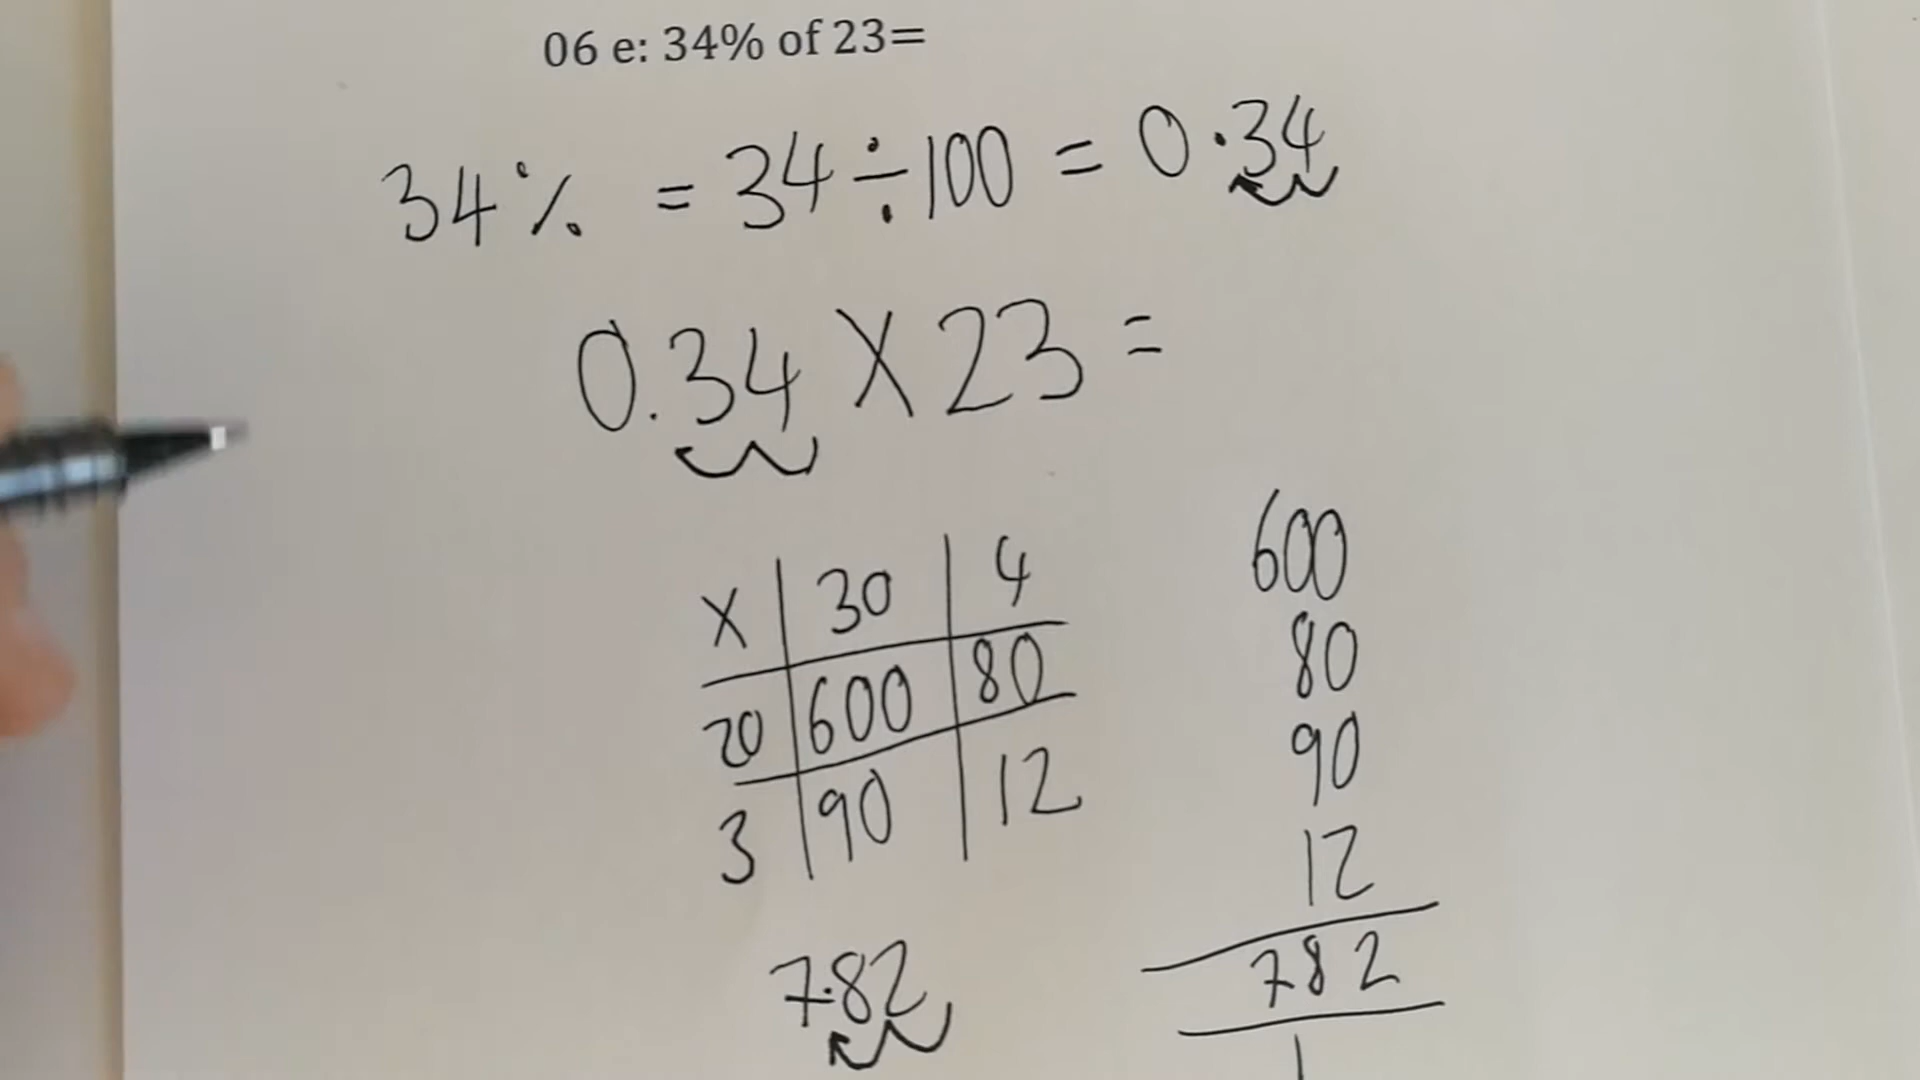 06 e: 34% of 23=
34% = 34÷100 = 0.34
0.34 X 23 =
X 30 4
20 600 80
3 90 12
7.82
600
80
90
12
782
1